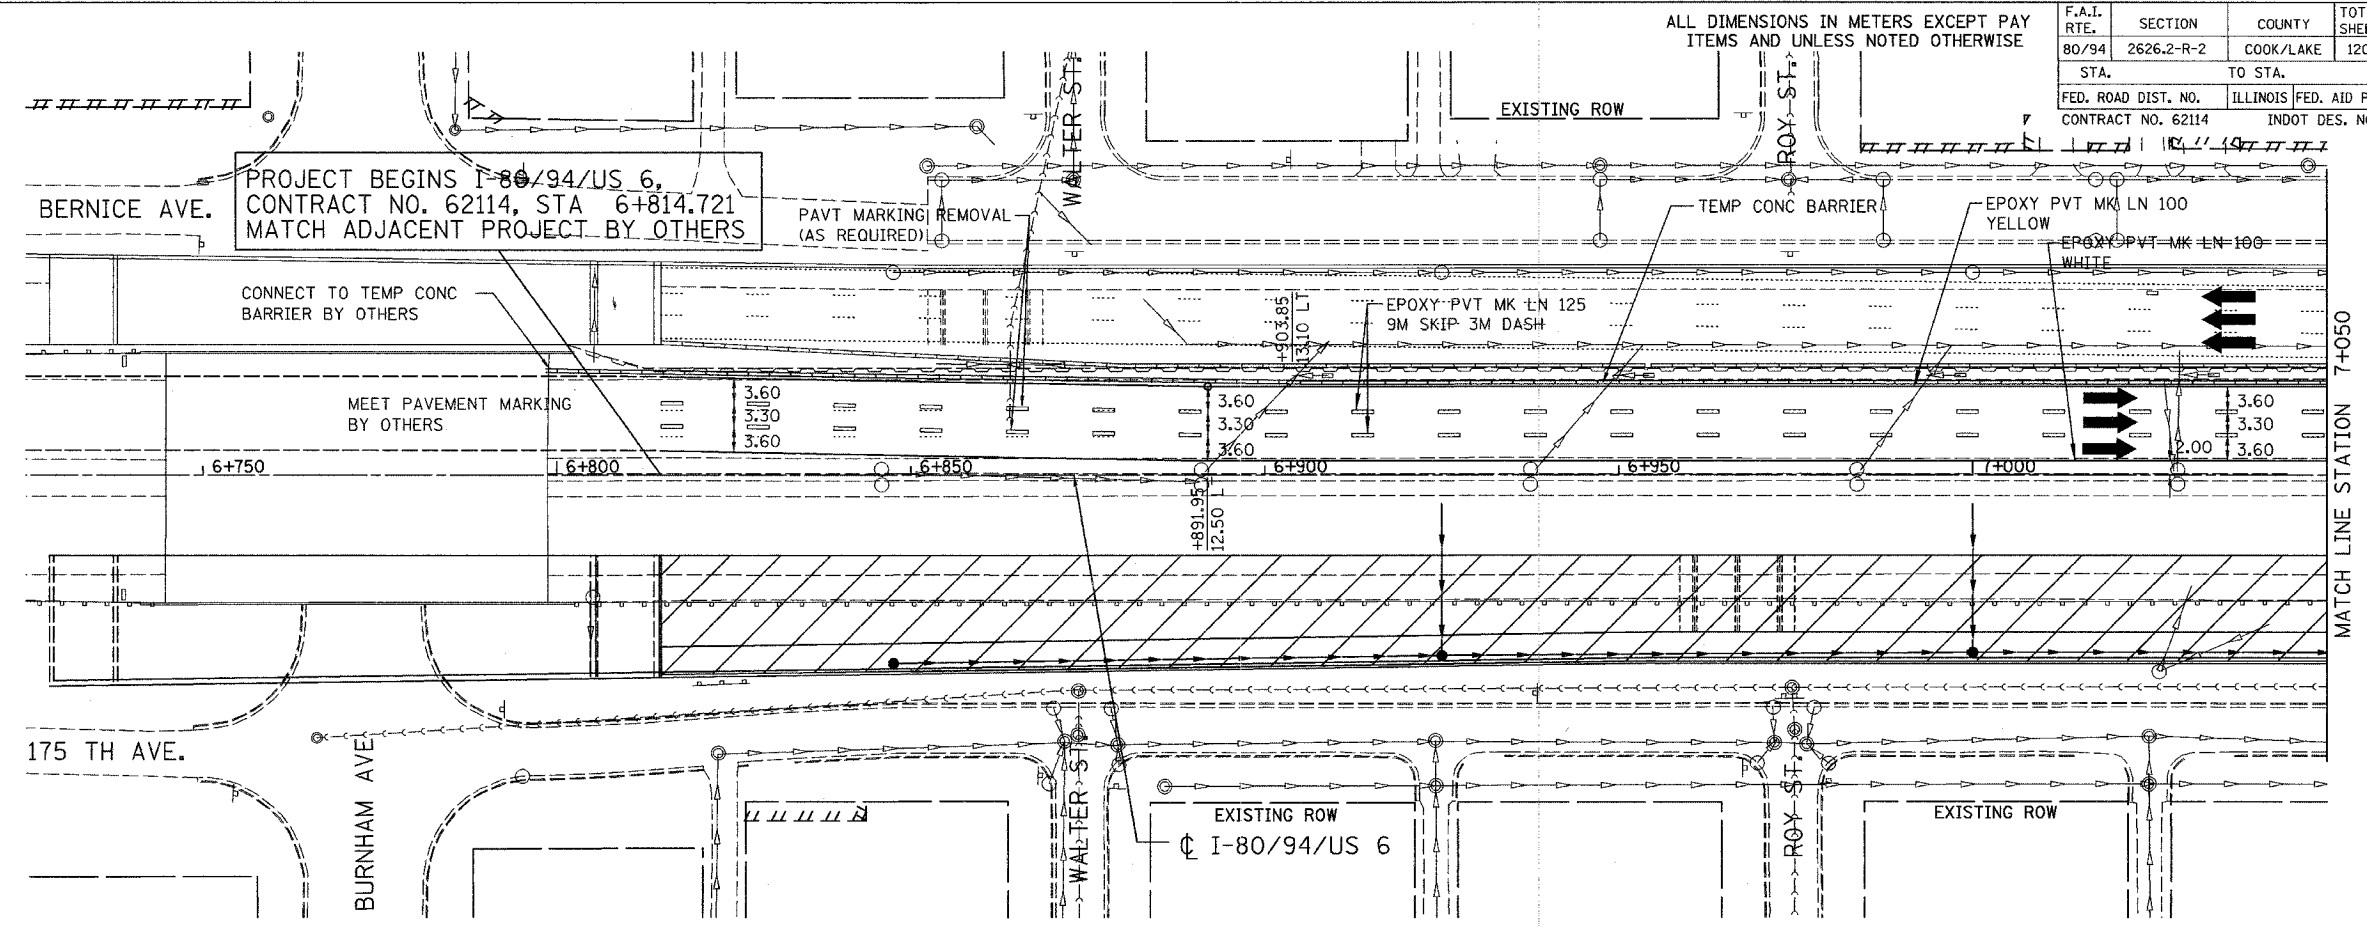 ALL DIMENSIONS IN METERS EXCEPT PAY
ITEMS AND UNLESS NOTED OTHERWISE
F.A.I. RTE. SECTION COUNTY
80/94 2626.2-R-2 COOK/LAKE
STA. TO STA.
FED. ROAD DIST. NO. ILLINOIS FED. AID
CONTRACT NO. 62114 INDOT DES.
WALTER ST.
ROY ST.
EXISTING ROW
BERNICE AVE.
PROJECT BEGINS I-80/94/US 6,
CONTRACT NO. 62114, STA 6+814.721
MATCH ADJACENT PROJECT BY OTHERS
PAVT MARKING REMOVAL
(AS REQUIRED)
TEMP CONC BARRIER
EPOXY PVT MK LN 100
YELLOW
EPOXY PVT MK LN 100
WHITE
CONNECT TO TEMP CONC
BARRIER BY OTHERS
EPOXY PVT MK LN 125
9M SKIP 3M DASH
+903.85
13.10 LT
MEET PAVEMENT MARKING
BY OTHERS
3.60
3.30
3.60
3.60
3.30
3.60
3.60
3.30
3.60
2.00
6+750
6+800
6+850
6+900
6+950
7+000
+891.95
12.50
MATCH LINE STATION 7+050
175 TH AVE.
BURNHAM AVE
WALTER ST.
ROY ST.
EXISTING ROW
EXISTING ROW
℄ I-80/94/US 6